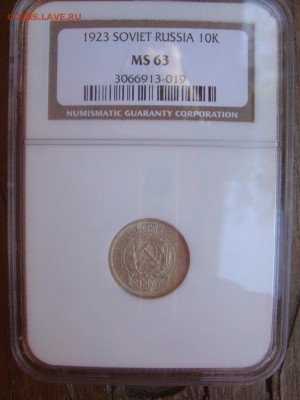 COINS.LAVE.RU
1923 SOVIET RUSSIA 10K
MS 63
3066913-019
NUMISMATIC GUARANTY CORPORATION